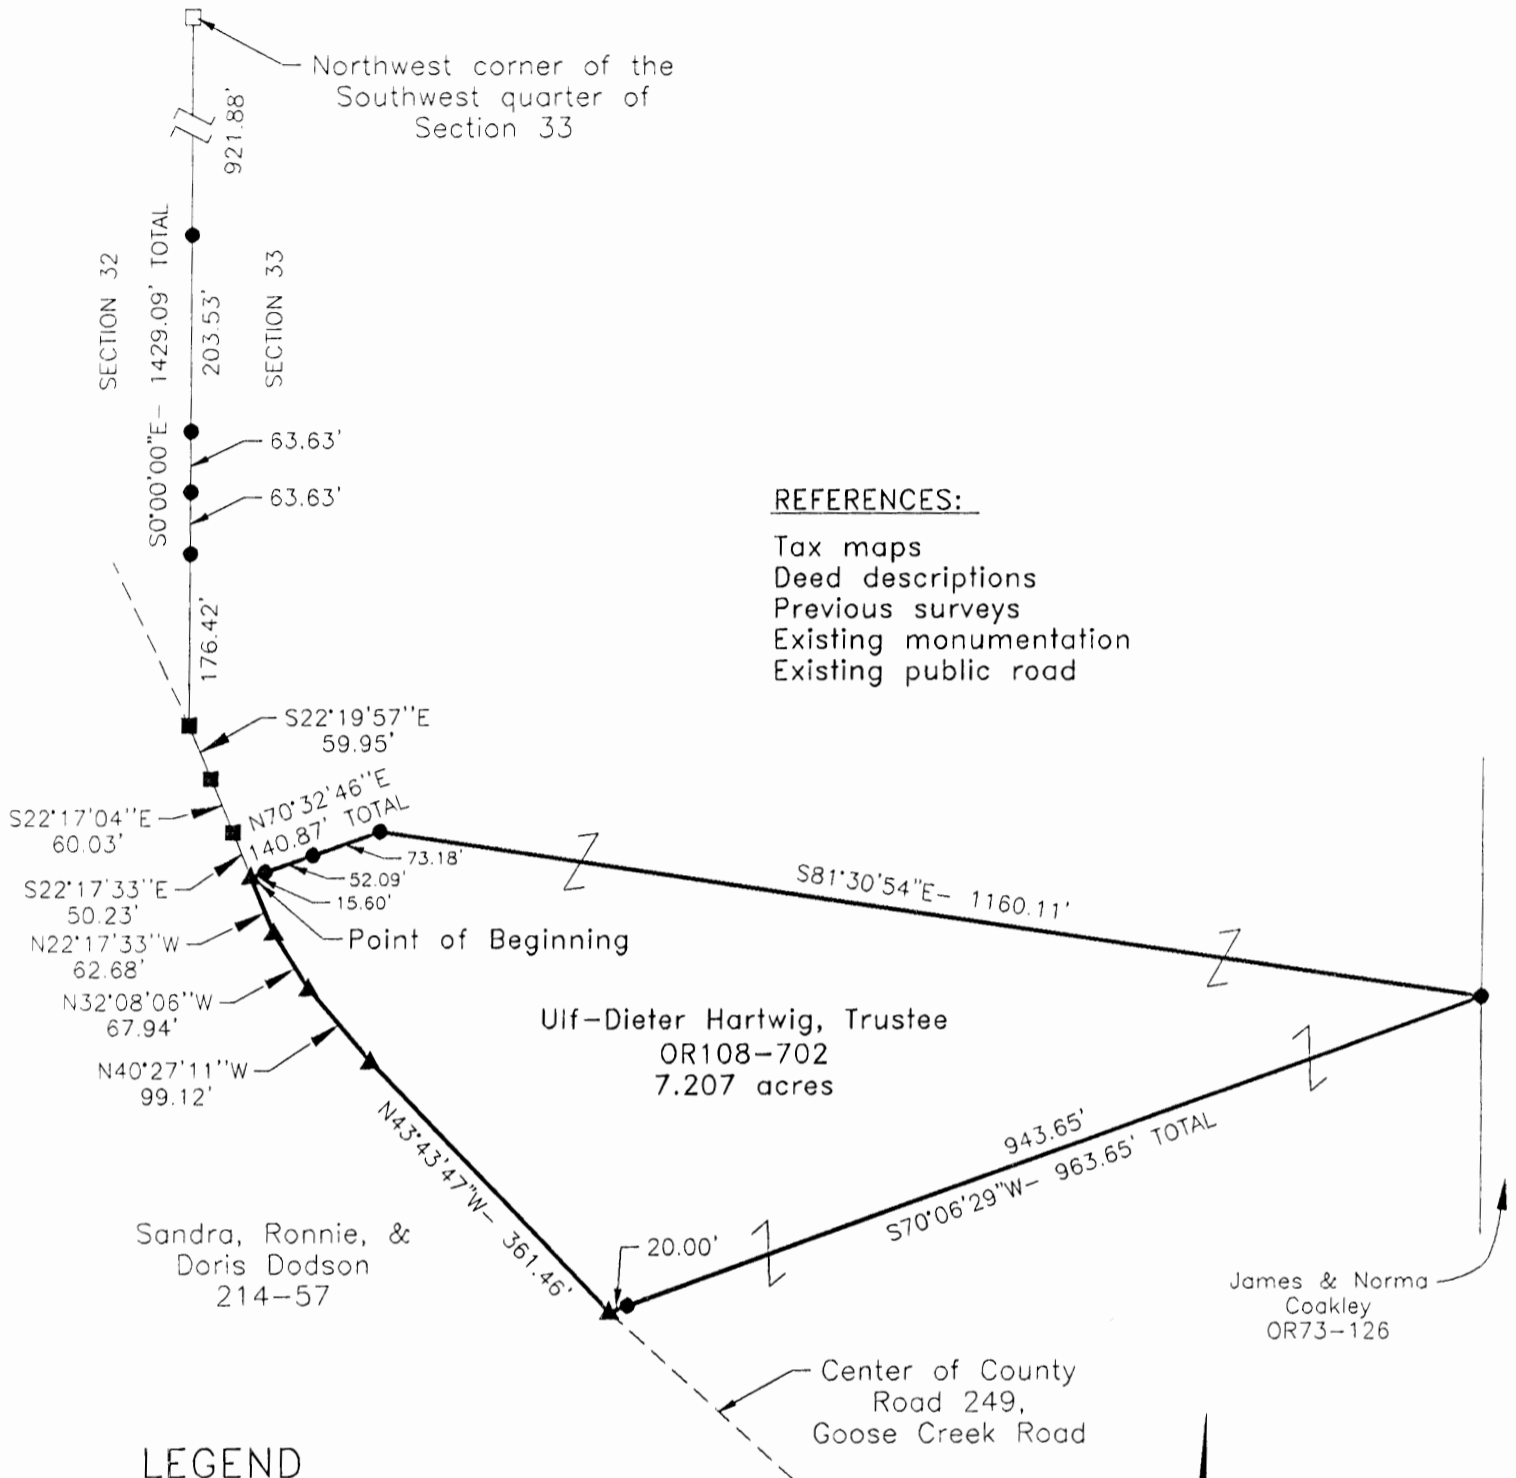 Northwest corner of the
Southwest quarter of
Section 33
921.88'
SECTION 32
S0°00'00"E- 1429.09' TOTAL
203.53'
SECTION 33
63.63'
63.63'
176.42'
REFERENCES:
Tax maps
Deed descriptions
Previous surveys
Existing monumentation
Existing public road
S22°19'57"E
59.95'
S22°17'04"E
60.03'
N70°32'46"E
140.87' TOTAL
73.18'
52.09'
15.60'
S22°17'33"E
50.23'
Point of Beginning
N22°17'33"W
62.68'
N32°08'06"W
67.94'
N40°27'11"W
99.12'
S81°30'54"E- 1160.11'
Ulf-Dieter Hartwig, Trustee
OR108-702
7.207 acres
N43°43'47"W- 361.46'
943.65'
S70°06'29"W- 963.65' TOTAL
20.00'
Sandra, Ronnie, &
Doris Dodson
214-57
James & Norma
Coakley
OR73-126
Center of County
Road 249,
Goose Creek Road
LEGEND